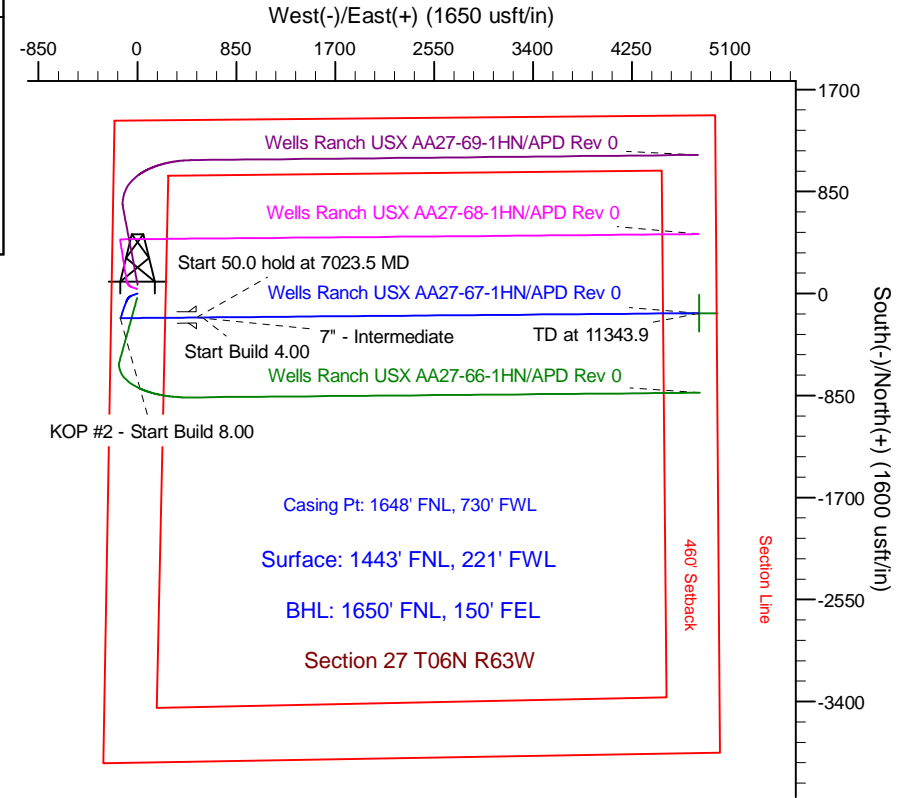 West(-)/East(+) (1650 usft/in)
-850 0 850 1700 2550 3400 4250 5100
1700
Wells Ranch USX AA27-69-1HN/APD Rev 0
850
Wells Ranch USX AA27-68-1HN/APD Rev 0
Start 50.0 hold at 7023.5 MD
Wells Ranch USX AA27-67-1HN/APD Rev 0
0
7" - Intermediate
TD at 11343.9
Start Build 4.00
Wells Ranch USX AA27-66-1HN/APD Rev 0
-850
KOP #2 - Start Build 8.00
South(-)/North(+) (1600 usft/in)
Casing Pt: 1648' FNL, 730' FWL
-1700
Surface: 1443' FNL, 221' FWL
460' Setback
Section Line
BHL: 1650' FNL, 150' FEL
-2550
Section 27 T06N R63W
-3400